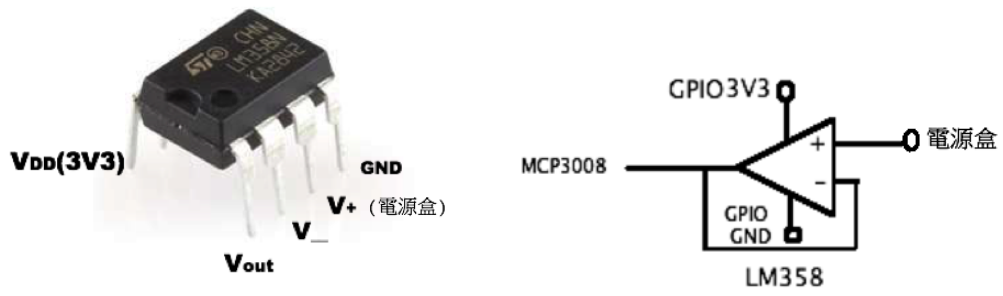 ST CHN
LM358N
KA2842
VDD(3V3)
GND
V+ (電源盒)
V_
Vout
GPIO3V3
電源盒
MCP3008
+
−
GPIO
GND
LM358